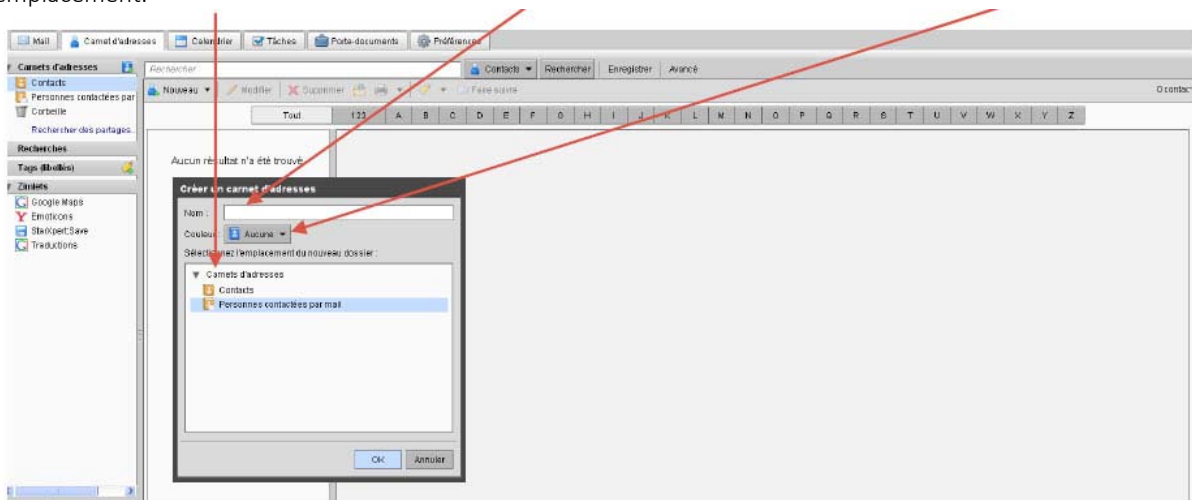 emplacement.
Mail Carnet d'adresses Calendrier Tâches Porte-documents Préférences
Carnets d'adresses
Rechercher
Contacts Rechercher Enregistrer Avancé
Contacts
Personnes contactées par
Corbeille
Rechercher des partages...
Recherches
Tags (libellés)
Zimlets
Google Maps
Emoticons
StarXpert:Save
Traductions
Nouveau Modifier Supprimer Faire suivre
0 contac
Tout 123 A B C D E F G H I J K L M N O P Q R S T U V W X Y Z
Aucun résultat n'a été trouvé.
Créer un carnet d'adresses
Nom :
Couleur : Aucune
Sélectionnez l'emplacement du nouveau dossier :
Carnets d'adresses
Contacts
Personnes contactées par mail
OK Annuler